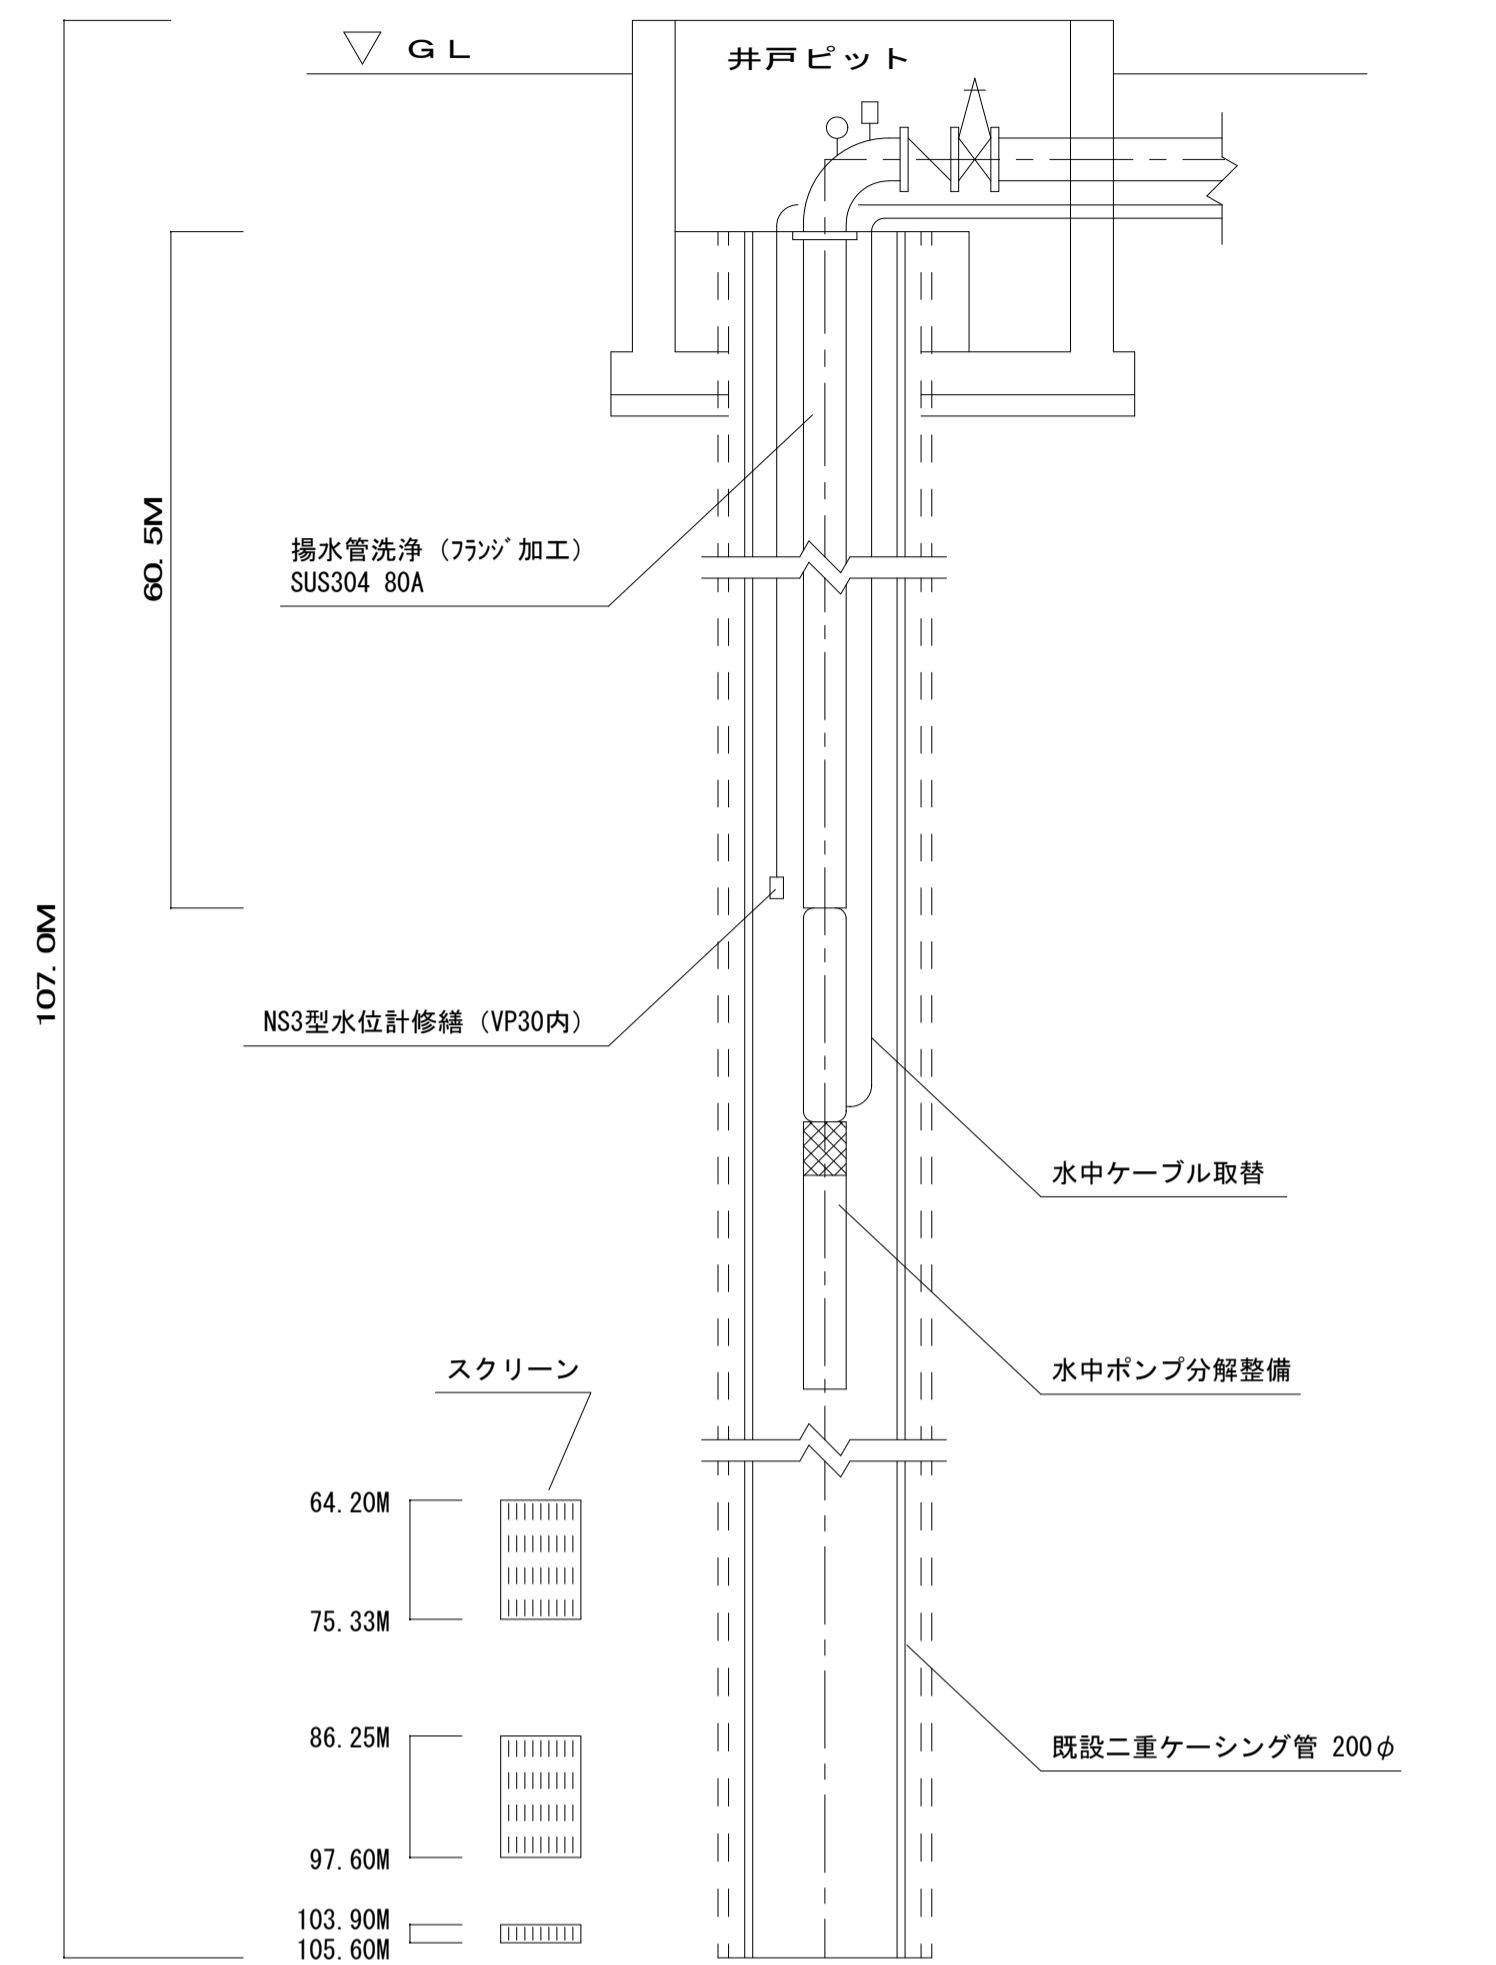 GL
井戸ピット
60.5M
揚水管洗浄（ﾌﾗﾝｼﾞ加工）
SUS304 80A
107.0M
NS3型水位計修繕（VP30内）
水中ケーブル取替
水中ポンプ分解整備
スクリーン
64.20M
75.33M
86.25M
既設二重ケーシング管 200φ
97.60M
103.90M
105.60M